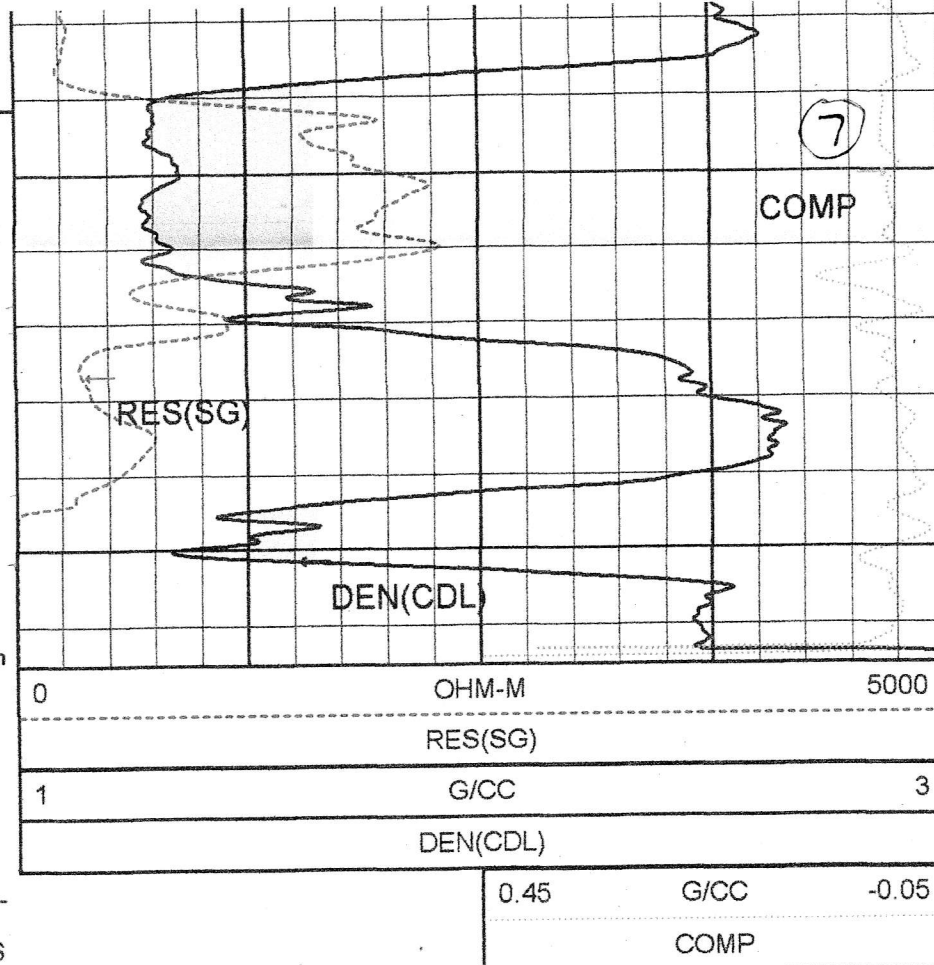 7
COMP
RES(SG)
DEN(CDL)
0 OHM-M 5000
RES(SG)
1 G/CC 3
DEN(CDL)
0.45 G/CC -0.05
COMP